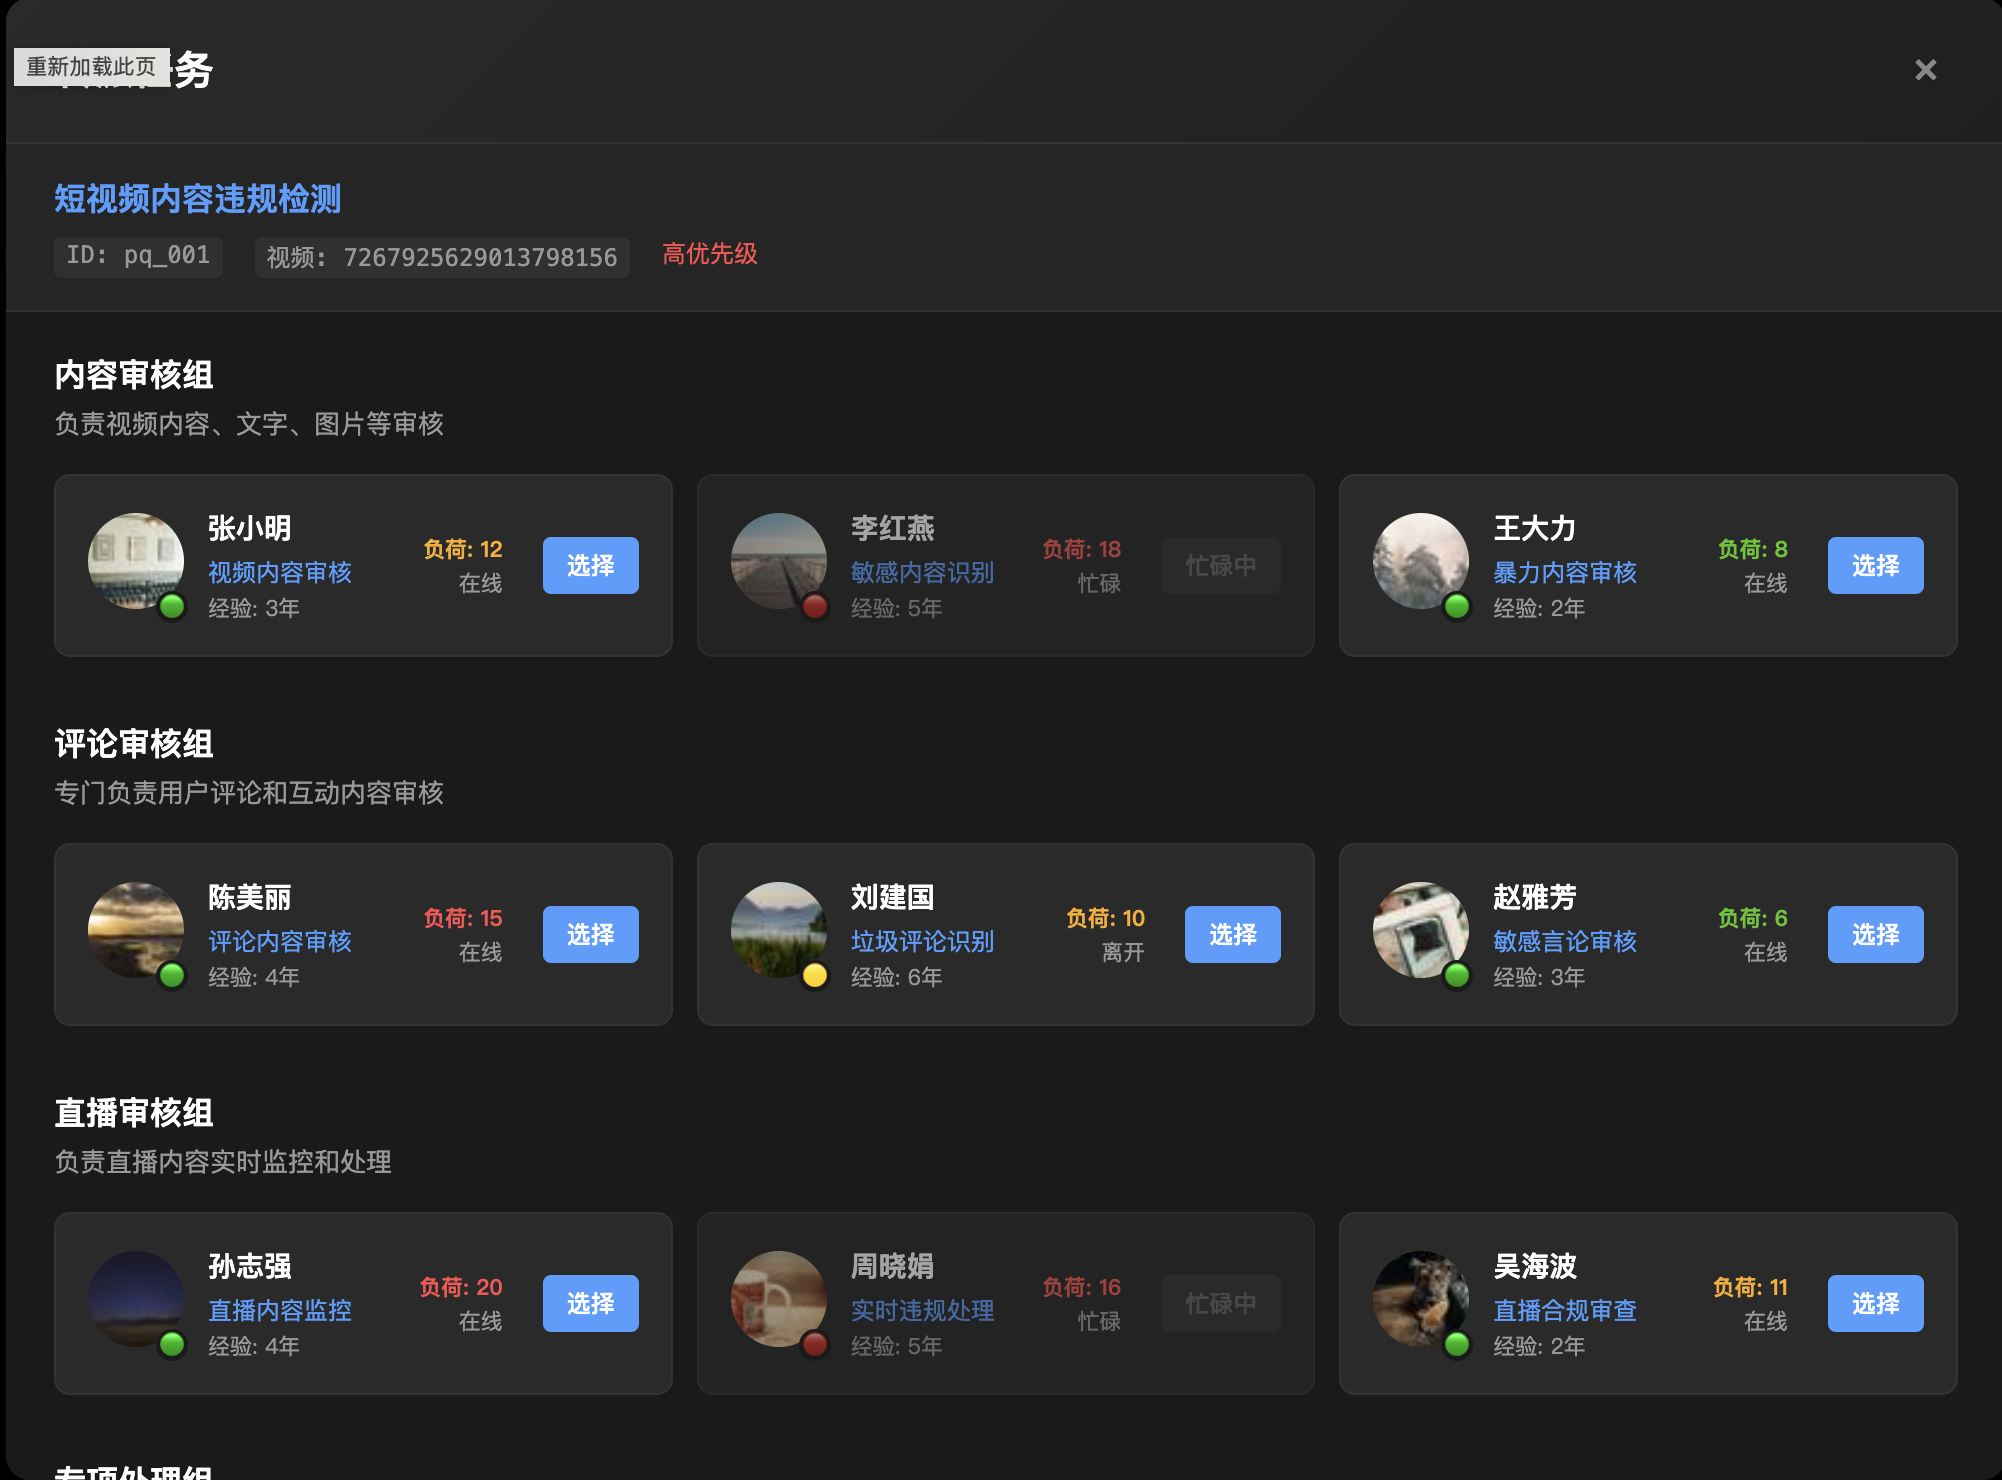 重新加载此页
务
×
短视频内容违规检测
ID: pq_001
视频: 7267925629013798156
高优先级
内容审核组
负责视频内容、文字、图片等审核
张小明
视频内容审核
经验: 3年
负荷: 12
在线
选择
李红燕
敏感内容识别
经验: 5年
负荷: 18
忙碌
忙碌中
王大力
暴力内容审核
经验: 2年
负荷: 8
在线
选择
评论审核组
专门负责用户评论和互动内容审核
陈美丽
评论内容审核
经验: 4年
负荷: 15
在线
选择
刘建国
垃圾评论识别
经验: 6年
负荷: 10
离开
选择
赵雅芳
敏感言论审核
经验: 3年
负荷: 6
在线
选择
直播审核组
负责直播内容实时监控和处理
孙志强
直播内容监控
经验: 4年
负荷: 20
在线
选择
周晓娟
实时违规处理
经验: 5年
负荷: 16
忙碌
忙碌中
吴海波
直播合规审查
经验: 2年
负荷: 11
在线
选择
专项处理组